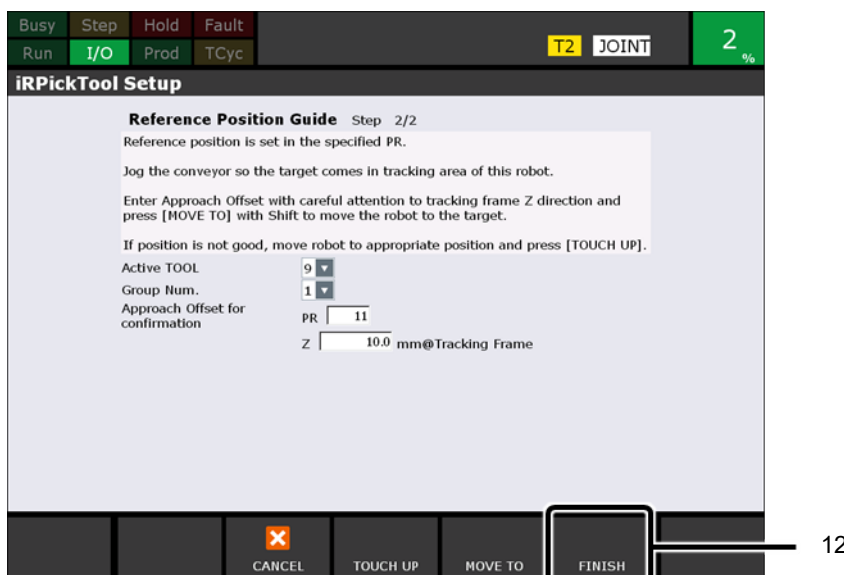 Busy Step Hold Fault
Run I/O Prod TCyc
T2 JOINT
2 %
iRPickTool Setup
Reference Position Guide Step 2/2
Reference position is set in the specified PR.
Jog the conveyor so the target comes in tracking area of this robot.
Enter Approach Offset with careful attention to tracking frame Z direction and
press [MOVE TO] with Shift to move the robot to the target.
If position is not good, move robot to appropriate position and press [TOUCH UP].
Active TOOL 9
Group Num. 1
Approach Offset for
confirmation
PR 11
Z 10.0 mm@Tracking Frame
CANCEL TOUCH UP MOVE TO FINISH
12